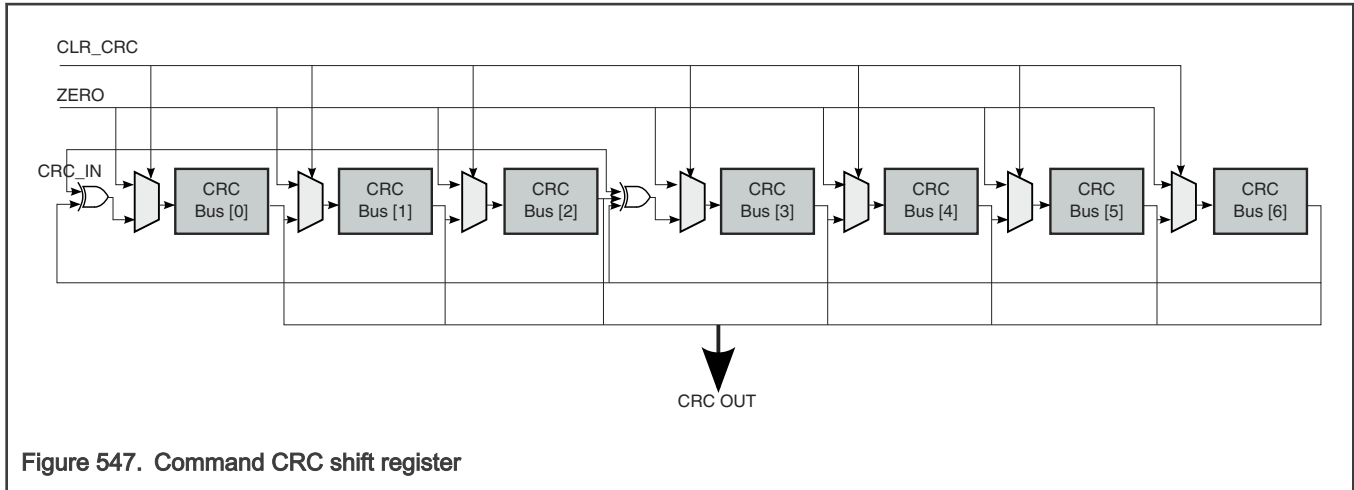 CLR_CRC
ZERO
CRC_IN
CRC
Bus [0]
CRC
Bus [1]
CRC
Bus [2]
CRC
Bus [3]
CRC
Bus [4]
CRC
Bus [5]
CRC
Bus [6]
CRC OUT
Figure 547. Command CRC shift register